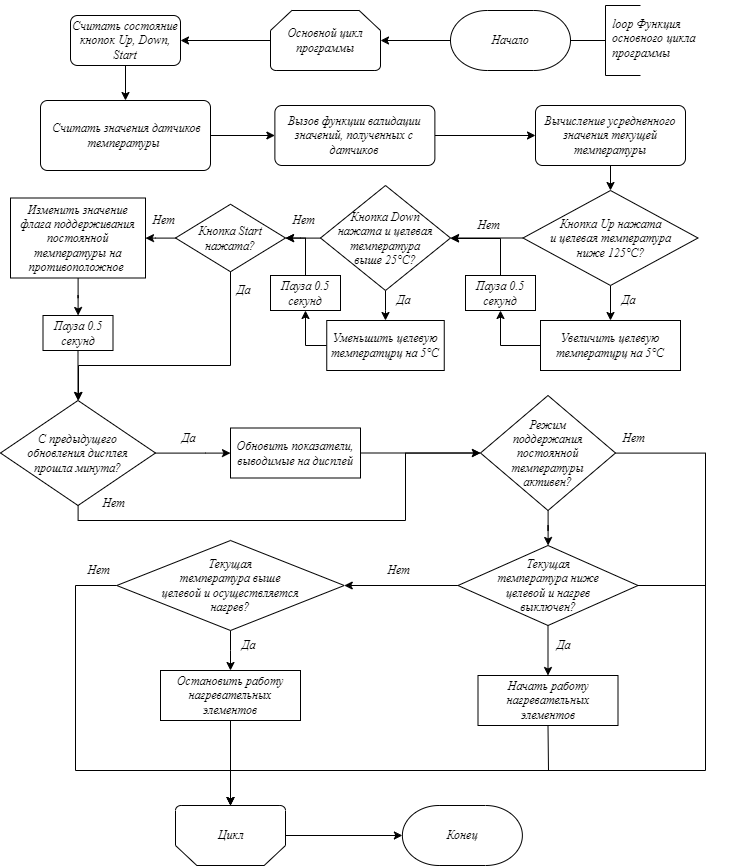 Считать состояние
кнопок Up, Down,
Start
Основной цикл
программы
Начало
loop Функция
основного цикла
программы
Считать значения датчиков
температуры
Вызов функции валидации
значений, полученных с
датчиков
Вычисление усредненного
значения текущей
температуры
Изменить значение
флага поддерживания
постоянной
температуры на
противоположное
Нет
Кнопка Start
нажата?
Нет
Кнопка Down
нажата и целевая
температура
выше 25°C?
Нет
Кнопка Up нажата
и целевая температура
ниже 125°C?
Да
Пауза 0.5
секунд
Да
Пауза 0.5
секунд
Да
Пауза 0.5
секунд
Уменьшить целевую
температирц на 5°C
Увеличить целевую
температирц на 5°C
С предыдущего
обновления дисплея
прошла минута?
Да
Обновить показатели,
выводимые на дисплей
Режим
поддержания
постоянной
температуры
активен?
Нет
Нет
Нет
Текущая
температура выше
целевой и осуществляется
нагрев?
Нет
Текущая
температура ниже
целевой и нагрев
выключен?
Да
Да
Остановить работу
нагревательных
элементов
Начать работу
нагревательных
элементов
Цикл
Конец